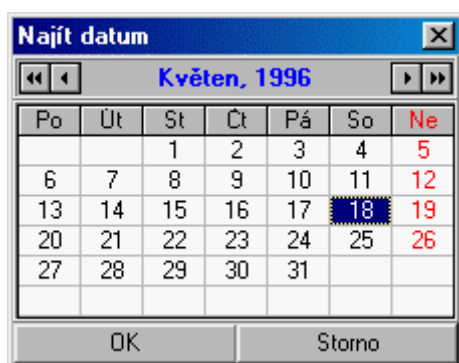 Najít datum
Květen, 1996
Po Út St Čt Pá So Ne
1 2 3 4 5
6 7 8 9 10 11 12
13 14 15 16 17 18 19
20 21 22 23 24 25 26
27 28 29 30 31
OK Storno